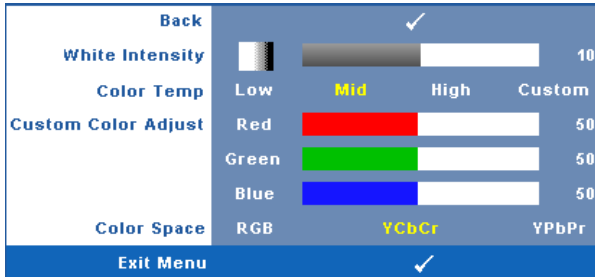 Back
White Intensity 10
Color Temp Low Mid High Custom
Custom Color Adjust Red 50
Green 50
Blue 50
Color Space RGB YCbCr YPbPr
Exit Menu